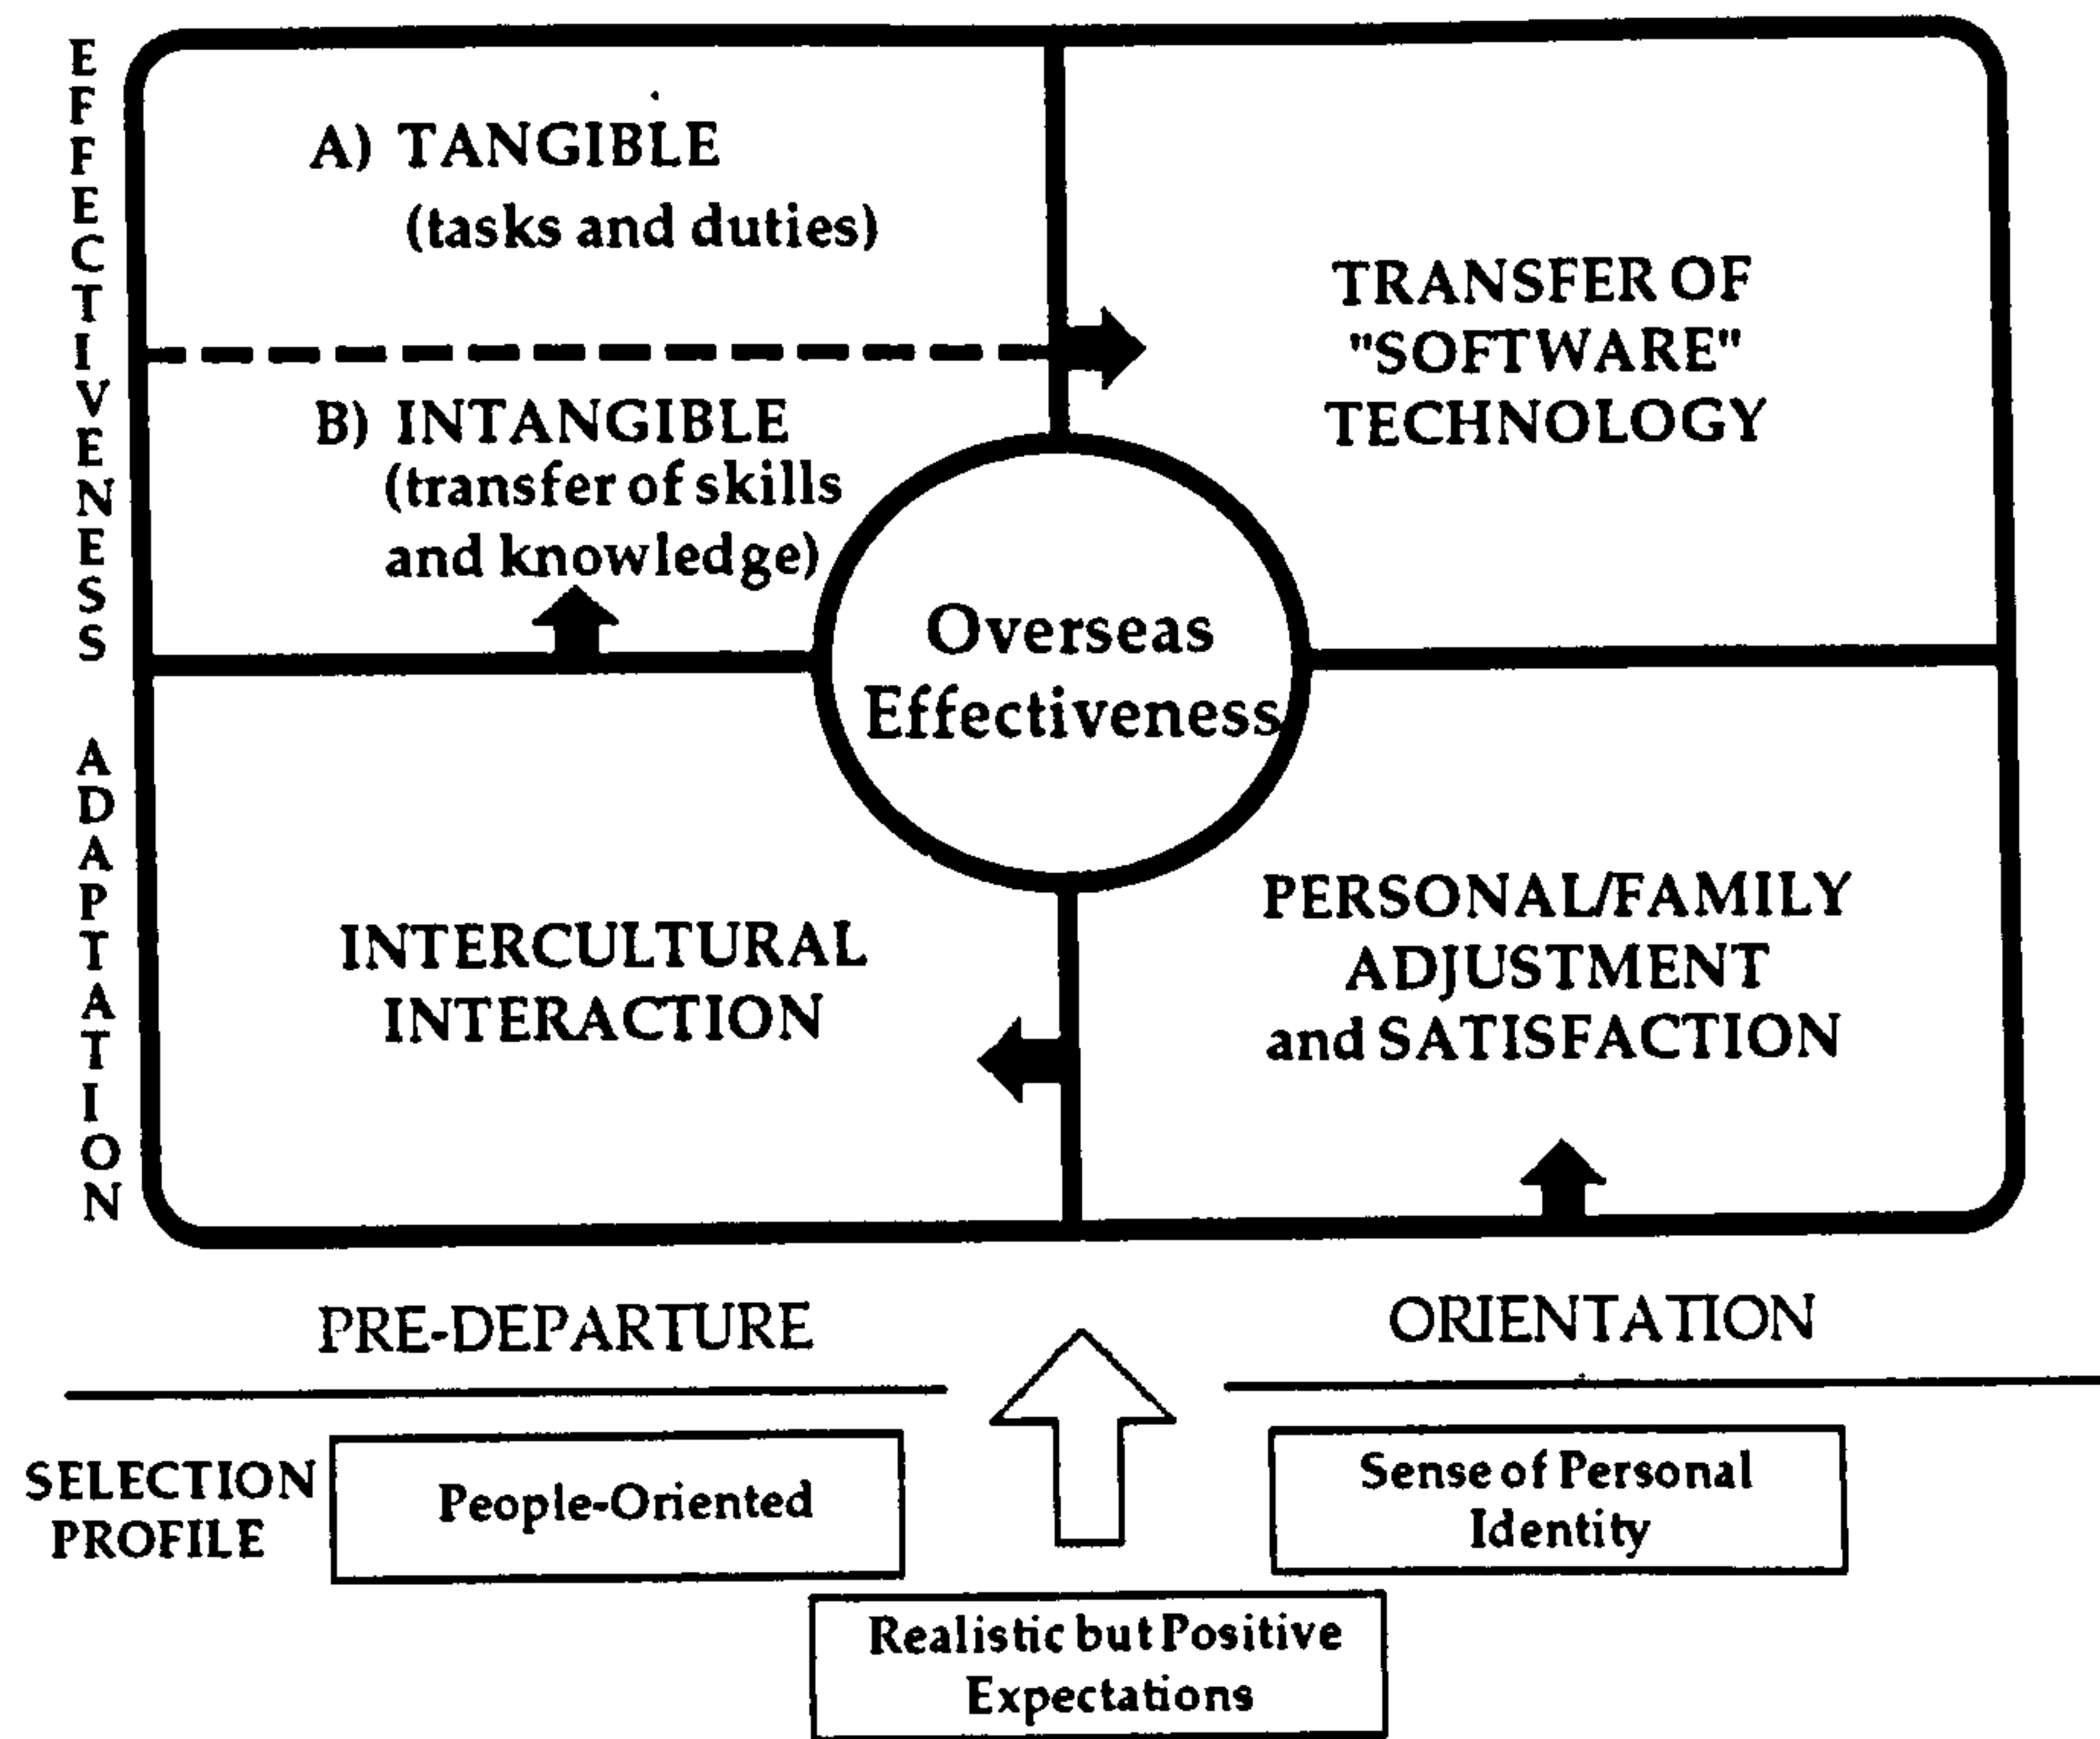 EFFECTIVENESS
A) TANGIBLE
(tasks and duties)
B) INTANGIBLE
(transfer of skills
and knowledge)
TRANSFER OF
"SOFTWARE"
TECHNOLOGY
Overseas
Effectiveness
ADAPTATION
INTERCULTURAL
INTERACTION
PERSONAL/FAMILY
ADJUSTMENT
and SATISFACTION
PRE-DEPARTURE
ORIENTATION
SELECTION
PROFILE
People-Oriented
Sense of Personal
Identity
Realistic but Positive
Expectations